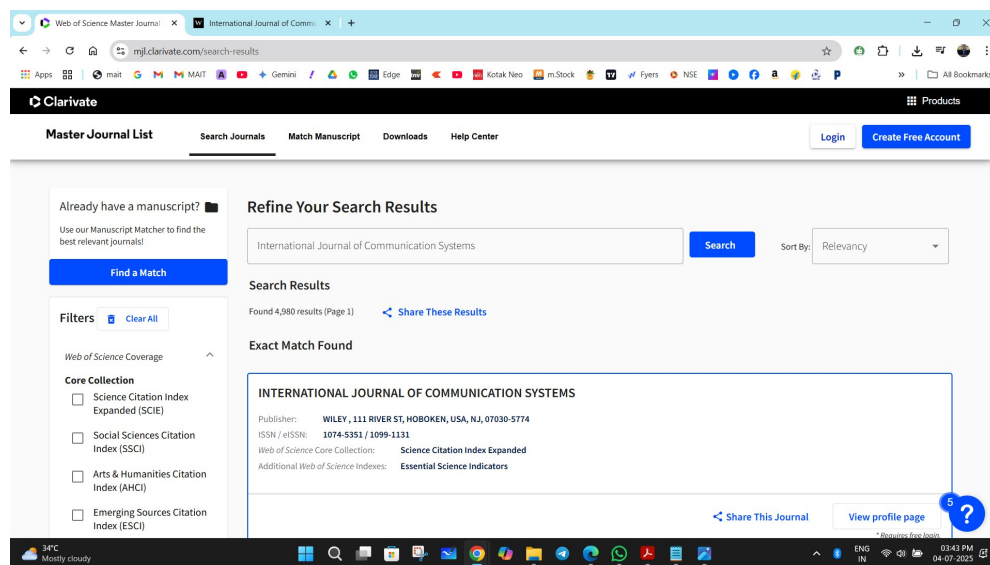 Web of Science Master Journal
International Journal of Commu
mjl.clarivate.com/search-results
Apps mait MAIT Gemini Edge Kotak Neo m.Stock Fyers NSE » All Bookmarks
Clarivate Products
Master Journal List Search Journals Match Manuscript Downloads Help Center Login Create Free Account
Already have a manuscript?
Use our Manuscript Matcher to find the
best relevant journals!
Find a Match
Filters Clear All
Web of Science Coverage
Core Collection
Science Citation Index
Expanded (SCIE)
Social Sciences Citation
Index (SSCI)
Arts & Humanities Citation
Index (AHCI)
Emerging Sources Citation
Index (ESCI)
Refine Your Search Results
International Journal of Communication Systems Search Sort By: Relevancy
Search Results
Found 4,980 results (Page 1) Share These Results
Exact Match Found
INTERNATIONAL JOURNAL OF COMMUNICATION SYSTEMS
Publisher: WILEY , 111 RIVER ST, HOBOKEN, USA, NJ, 07030-5774
ISSN / eISSN: 1074-5351 / 1099-1131
Web of Science Core Collection: Science Citation Index Expanded
Additional Web of Science Indexes: Essential Science Indicators
Share This Journal View profile page
* Requires free login.
5
?
34°C
Mostly cloudy
ENG
IN
03:43 PM
04-07-2025